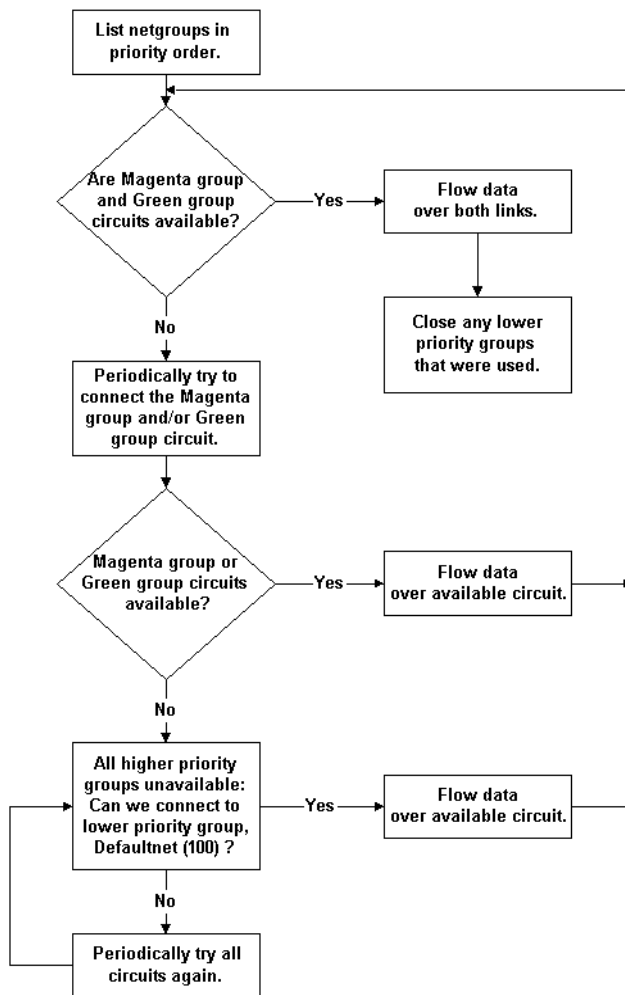 List netgroups in
priority order.
Are Magenta group
and Green group
circuits available?
Yes
Flow data
over both links.
Close any lower
priority groups
that were used.
No
Periodically try to
connect the Magenta
group and/or Green
group circuit.
Magenta group or
Green group circuits
available?
Yes
Flow data
over available circuit.
No
All higher priority
groups unavailable:
Can we connect to
lower priority group,
Defaultnet (100) ?
Yes
Flow data
over available circuit.
No
Periodically try all
circuits again.